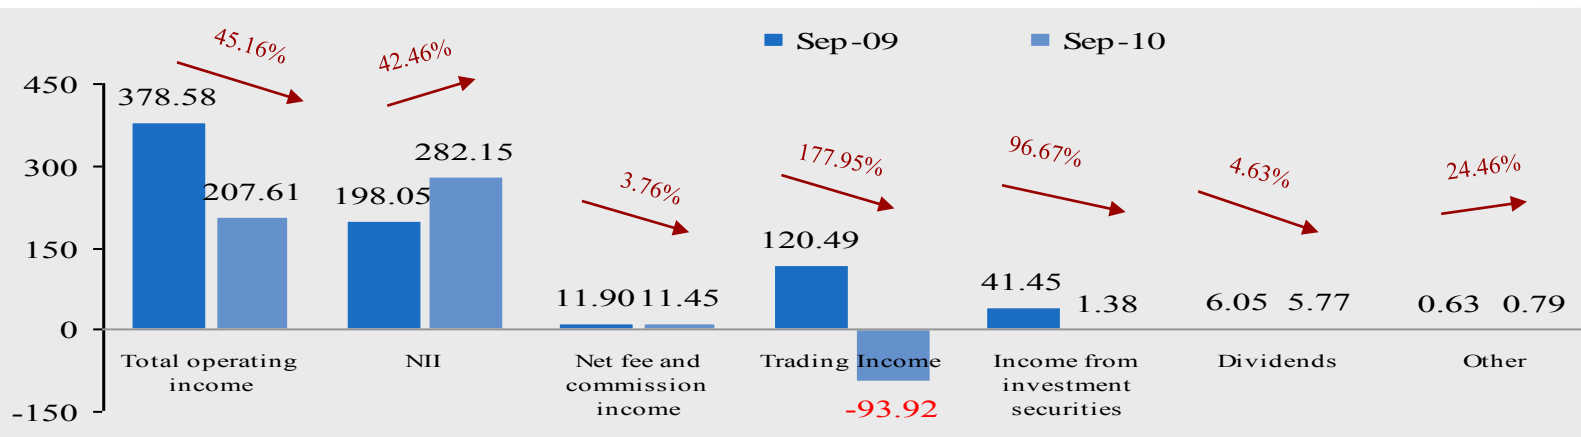 Sep-09
Sep-10
45.16%
42.46%
3.76%
177.95%
96.67%
4.63%
24.46%
450
300
150
0
-150
378.58
207.61
198.05
282.15
11.90
11.45
120.49
-93.92
41.45
1.38
6.05
5.77
0.63
0.79
Total operating
income
NII
Net fee and
commission
income
Trading Income
Income from
investment
securities
Dividends
Other